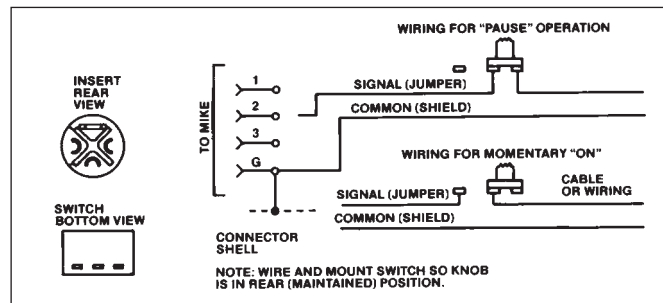 WIRING FOR "PAUSE" OPERATION
INSERT
REAR
VIEW
TO MIKE
1
2
3
G
SIGNAL (JUMPER)
COMMON (SHIELD)
WIRING FOR MOMENTARY "ON"
SIGNAL (JUMPER)
CABLE
OR WIRING
COMMON (SHIELD)
SWITCH
BOTTOM VIEW
CONNECTOR
SHELL
NOTE: WIRE AND MOUNT SWITCH SO KNOB
IS IN REAR (MAINTAINED) POSITION.